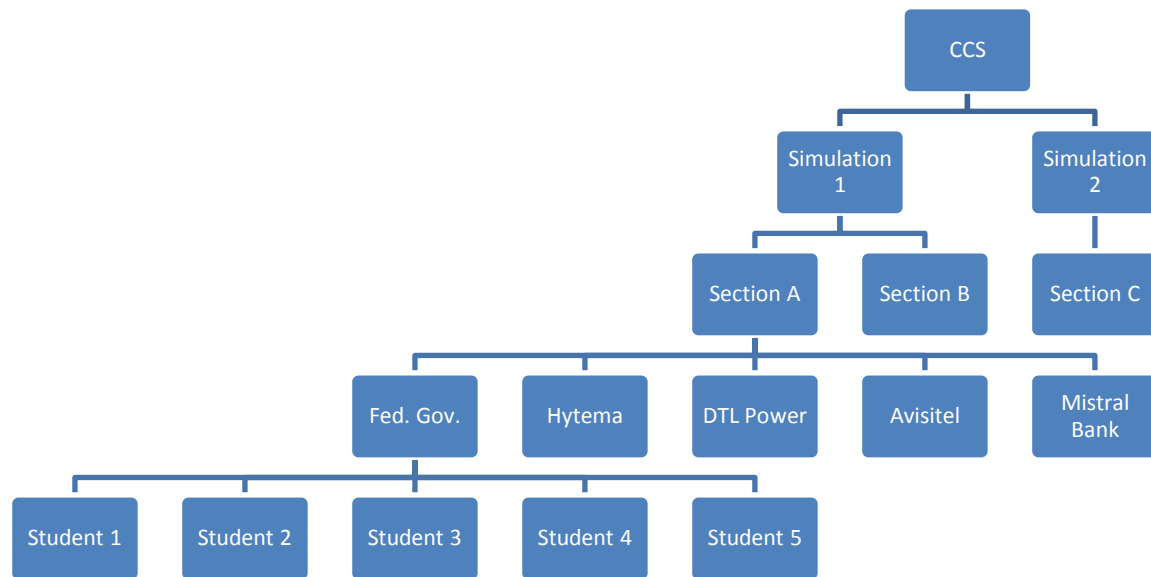 CCS
Simulation
1
Simulation
2
Section A
Section B
Section C
Fed. Gov.
Hytema
DTL Power
Avisitel
Mistral
Bank
Student 1
Student 2
Student 3
Student 4
Student 5